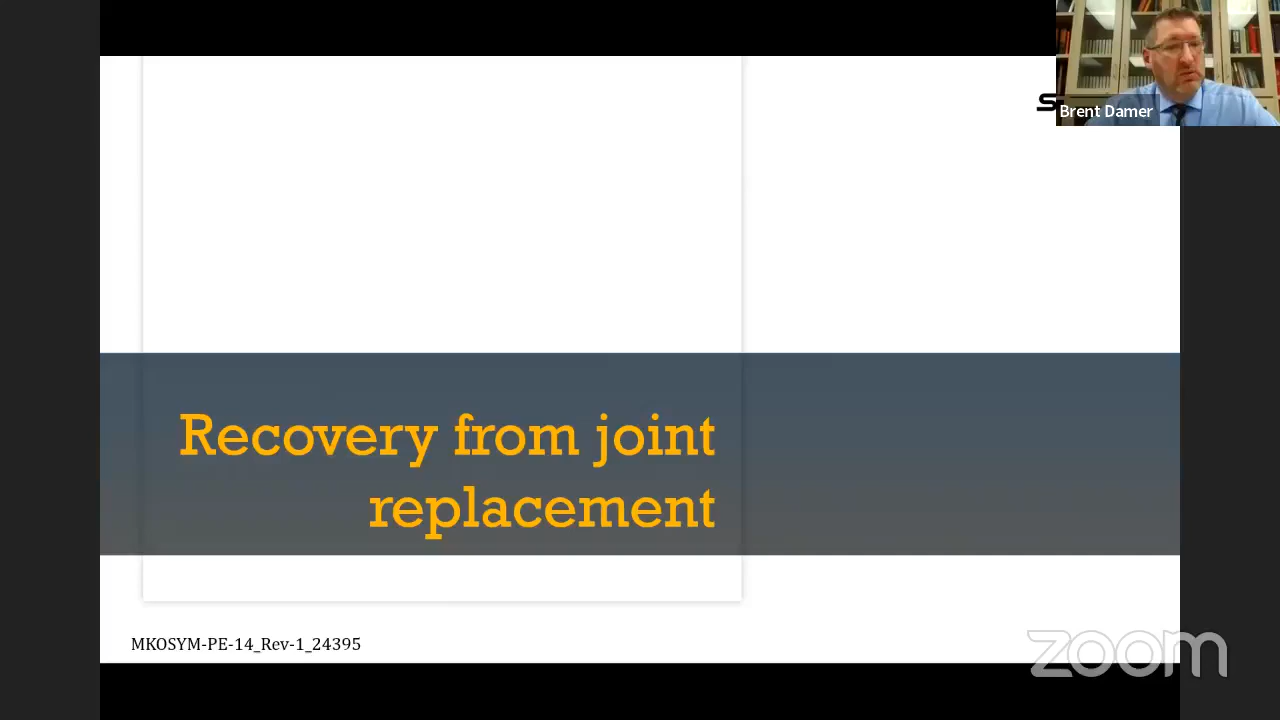 Brent Damer
Recovery from joint
replacement
MKOSYM-PE-14_Rev-1_24395
zoom